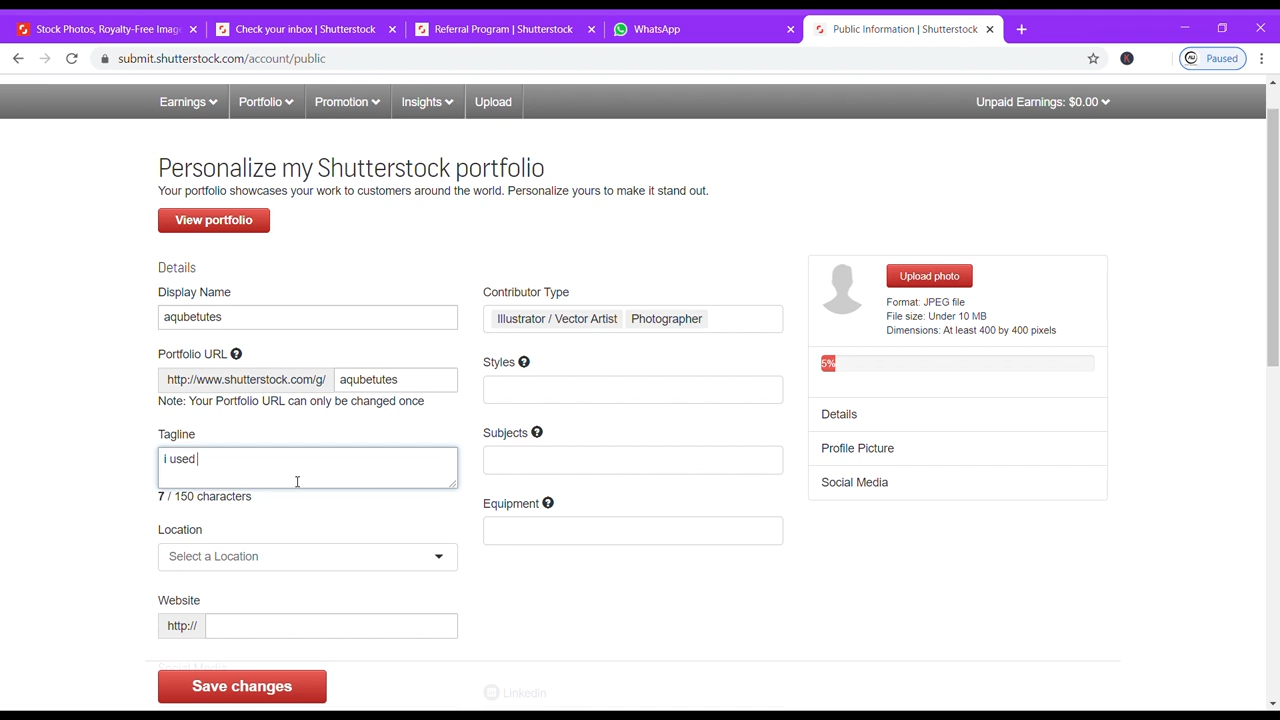 Stock Photos, Royalty-Free Imag
Check your inbox | Shutterstock
Referral Program | Shutterstock
WhatsApp
Public Information | Shutterstock
submit.shutterstock.com/account/public
Paused
Earnings
Portfolio
Promotion
Insights
Upload
Unpaid Earnings: $0.00
Personalize my Shutterstock portfolio
Your portfolio showcases your work to customers around the world. Personalize yours to make it stand out.
View portfolio
Details
Display Name
aqubetutes
Portfolio URL
http://www.shutterstock.com/g/ aqubetutes
Note: Your Portfolio URL can only be changed once
Tagline
i used
7 / 150 characters
Location
Select a Location
Website
http://
Social Media
Save changes
Contributor Type
Illustrator / Vector Artist Photographer
Styles
Subjects
Equipment
LinkedIn
Upload photo
Format: JPEG file
File size: Under 10 MB
Dimensions: At least 400 by 400 pixels
5%
Details
Profile Picture
Social Media